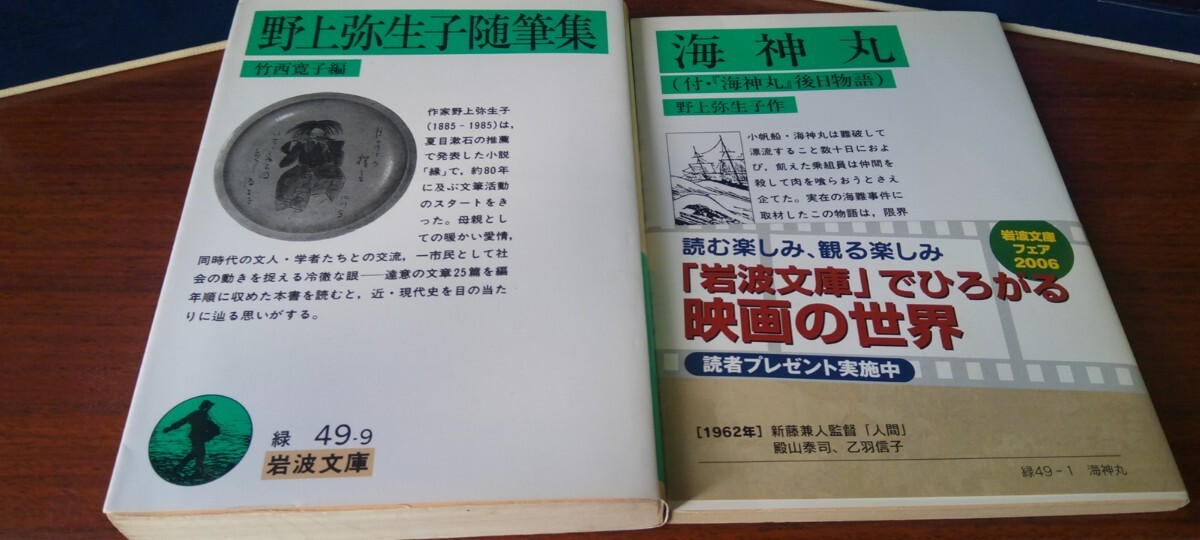 野上弥生子随筆集
竹西寛子編
作家野上弥生子
(1885-1985)は,
夏目漱石の推薦
で発表した小説
「縁」で，約80年
に及ぶ文筆活動
のスタートをき
った。母親とし
ての暖かい愛情,
同時代の文人・学者たちとの交流，一市民として社
会の動きを捉える冷徹な眼──達意の文章25篇を編
年順に収めた本書を読むと，近・現代史を目の当た
りに辿る思いがする。
緑 49-9
岩波文庫
海神丸
(付・『海神丸』後日物語)
野上弥生子作
小帆船・海神丸は難破して
漂流すること数十日におよ
び，飢えた乗組員は仲間を
殺して肉を喰らおうとさえ
企てた。実在の海難事件に
取材したこの物語は，限界
岩波文庫
フェア
2006
読む楽しみ、観る楽しみ
「岩波文庫」でひろがる
映画の世界
読者プレゼント実施中
[1962年] 新藤兼人監督「人間」
殿山泰司、乙羽信子
緑49-1 海神丸